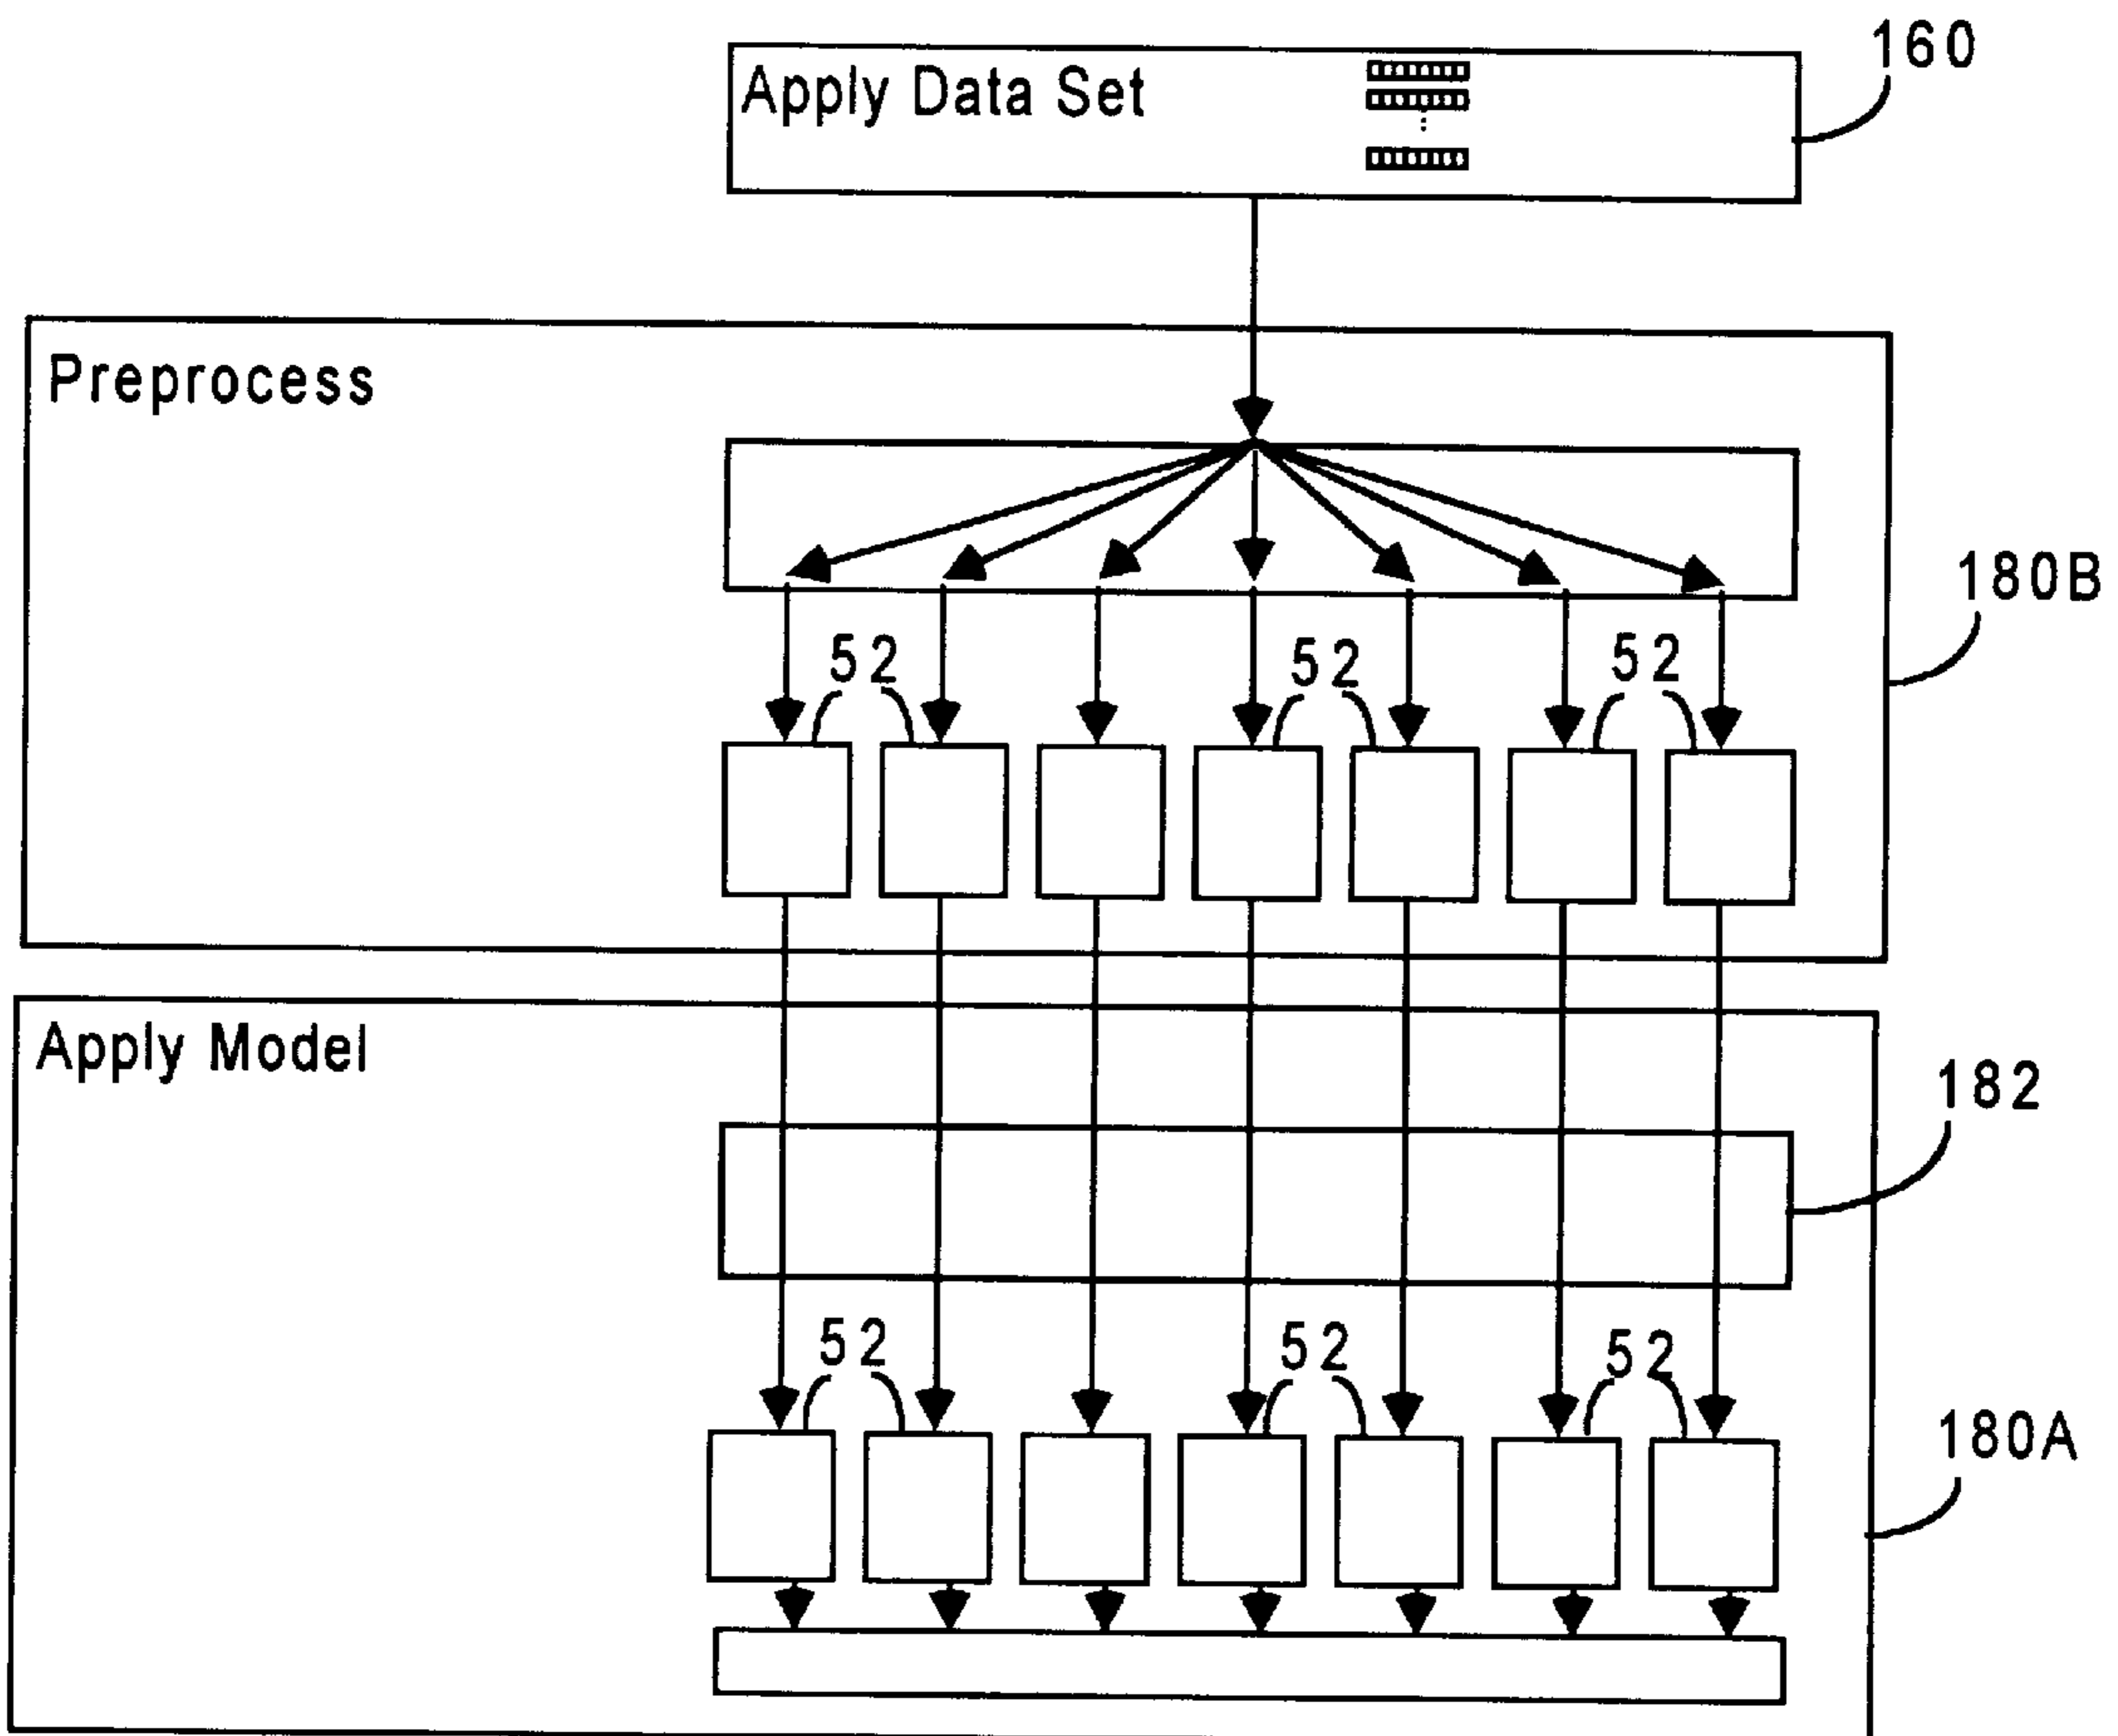 160
Apply Data Set
Preprocess
180B
52 52 52
Apply Model
182
52 52 52
180A